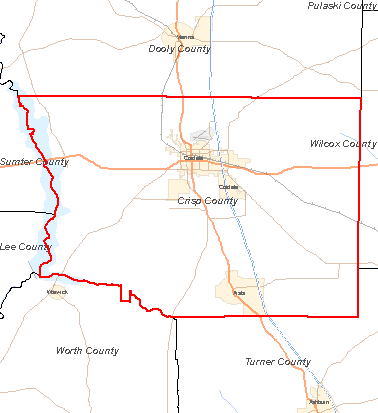 Pulaski County
Vienna
Dooly County
Wilcox County
Cordele
Sumter County
Cordele
Crisp County
Lee County
Warwick
Arabi
Worth County
Turner County
Ashburn